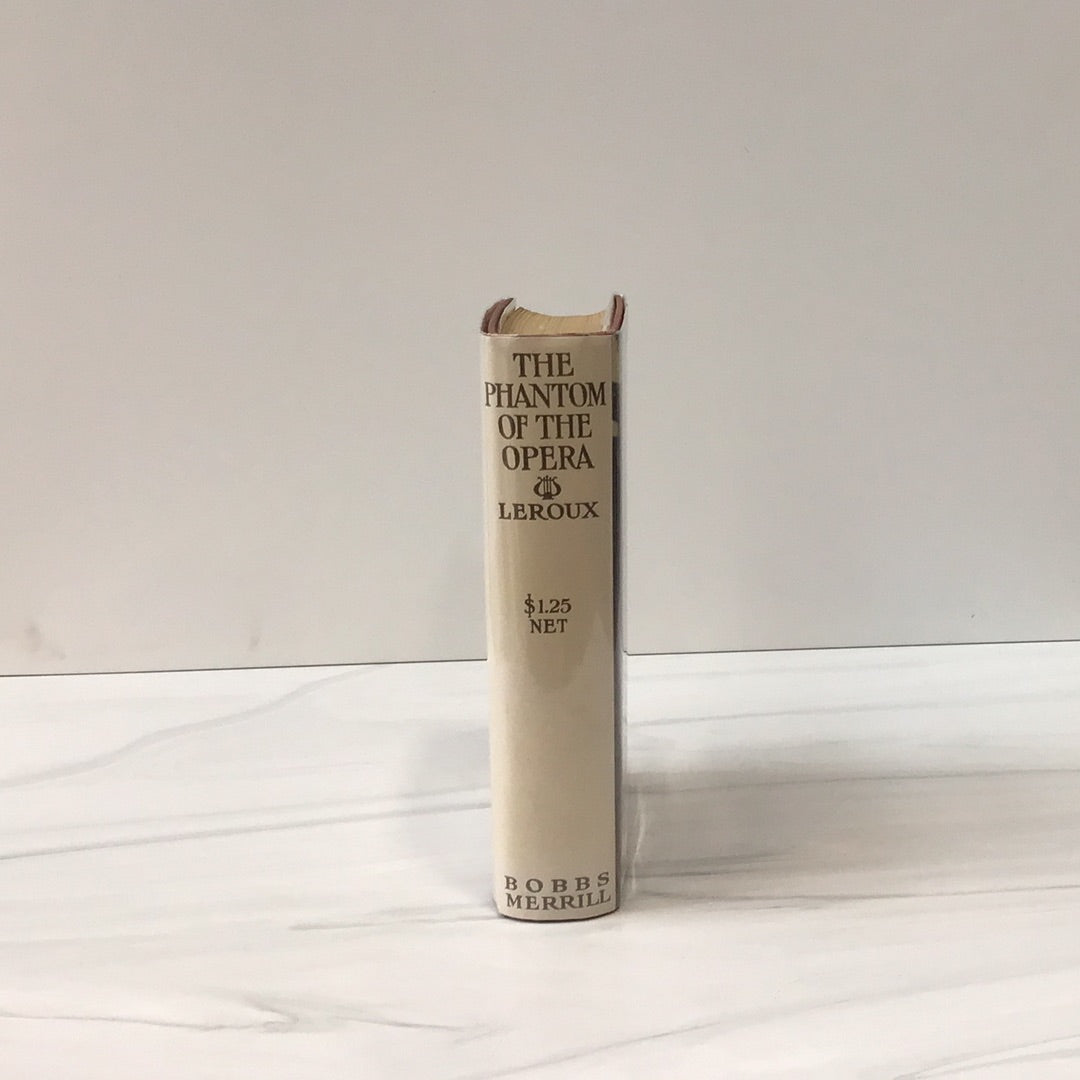 THE
PHANTOM
OF THE
OPERA
LEROUX
$1.25
NET
BOBBS
MERRILL